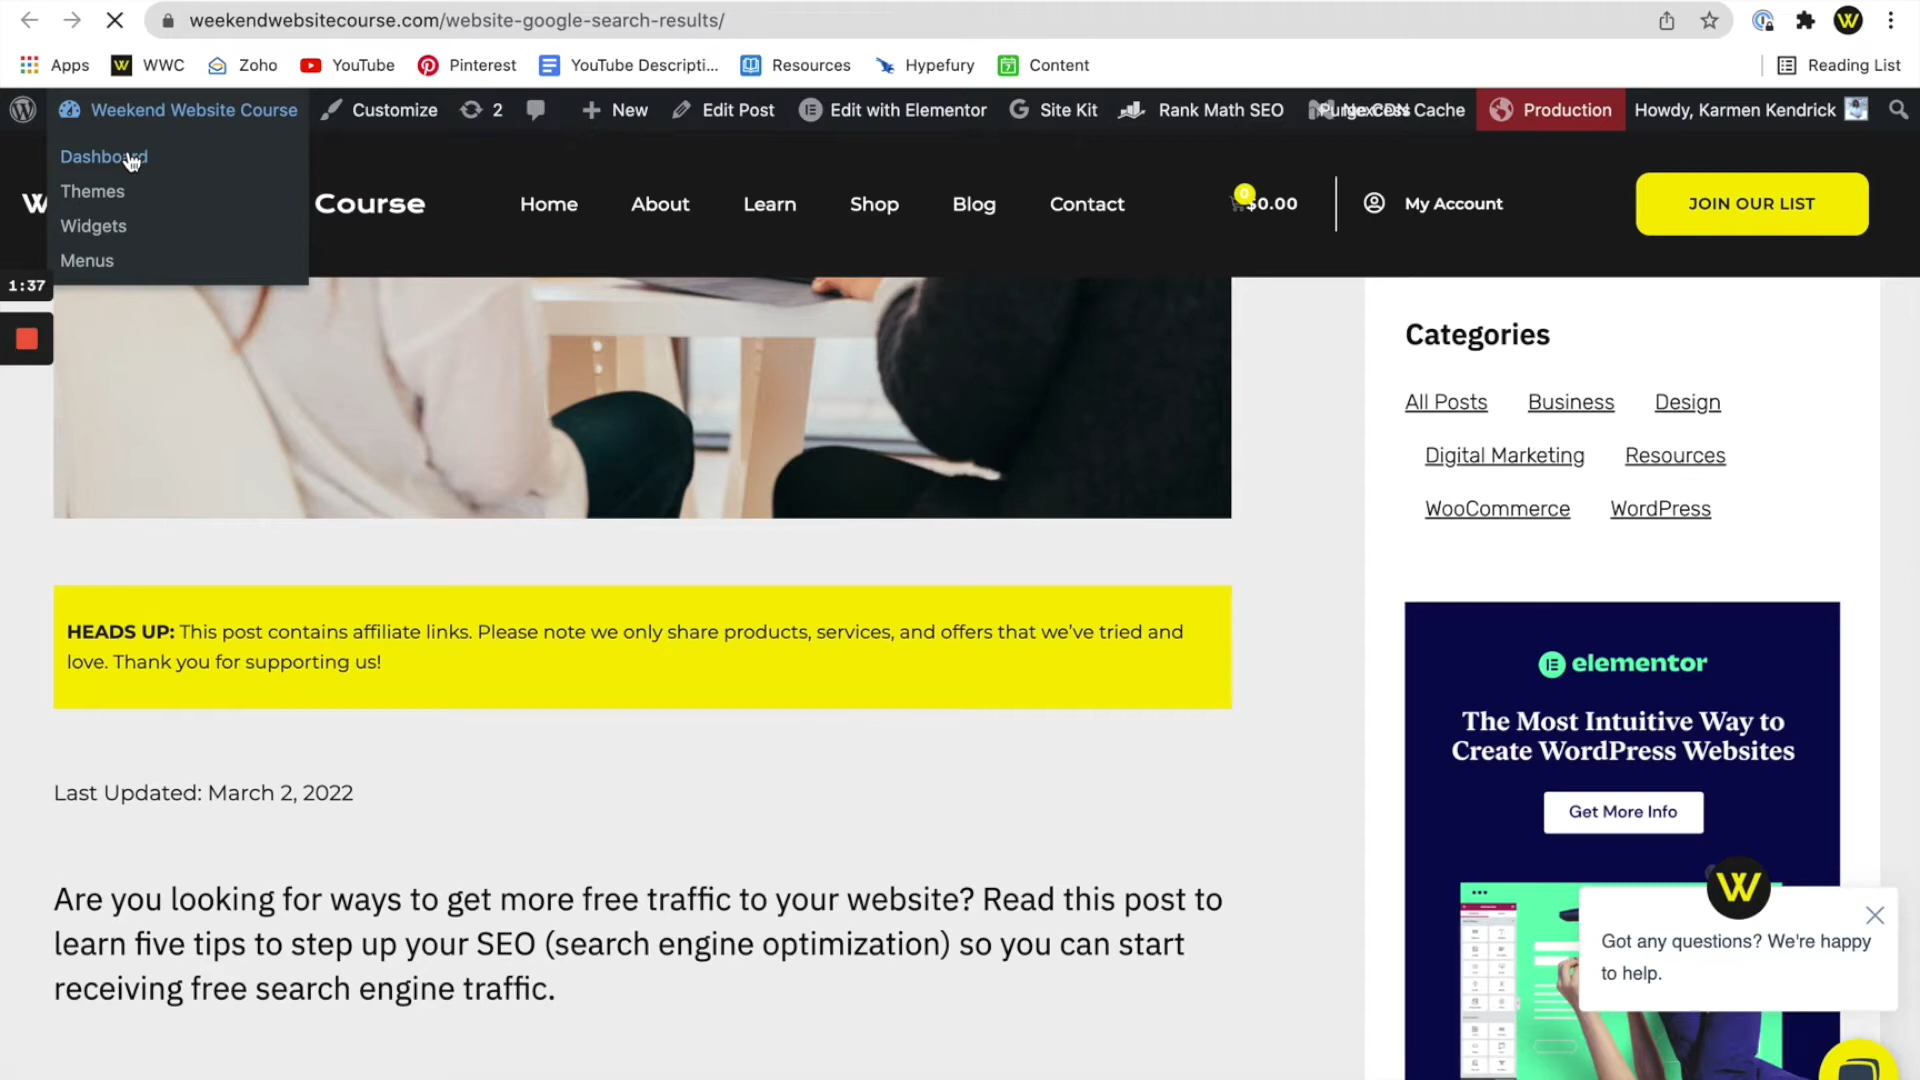 weekendwebsitecourse.com/website-google-search-results/
Apps WWC Zoho YouTube Pinterest YouTube Descripti... Resources Hypefury Content Reading List
Weekend Website Course Customize 2 New Edit Post Edit with Elementor Site Kit Rank Math SEO Cache Production Howdy, Karmen Kendrick
Dashboard
Themes
Widgets
Menus
Course Home About Learn Shop Blog Contact 0 $0.00 My Account JOIN OUR LIST
1:37
Categories
All Posts Business Design
Digital Marketing Resources
WooCommerce WordPress
HEADS UP: This post contains affiliate links. Please note we only share products, services, and offers that we've tried and
love. Thank you for supporting us!
elementor
The Most Intuitive Way to
Create WordPress Websites
Get More Info
Last Updated: March 2, 2022
Are you looking for ways to get more free traffic to your website? Read this post to
learn five tips to step up your SEO (search engine optimization) so you can start
receiving free search engine traffic.
W
Got any questions? We're happy
to help.